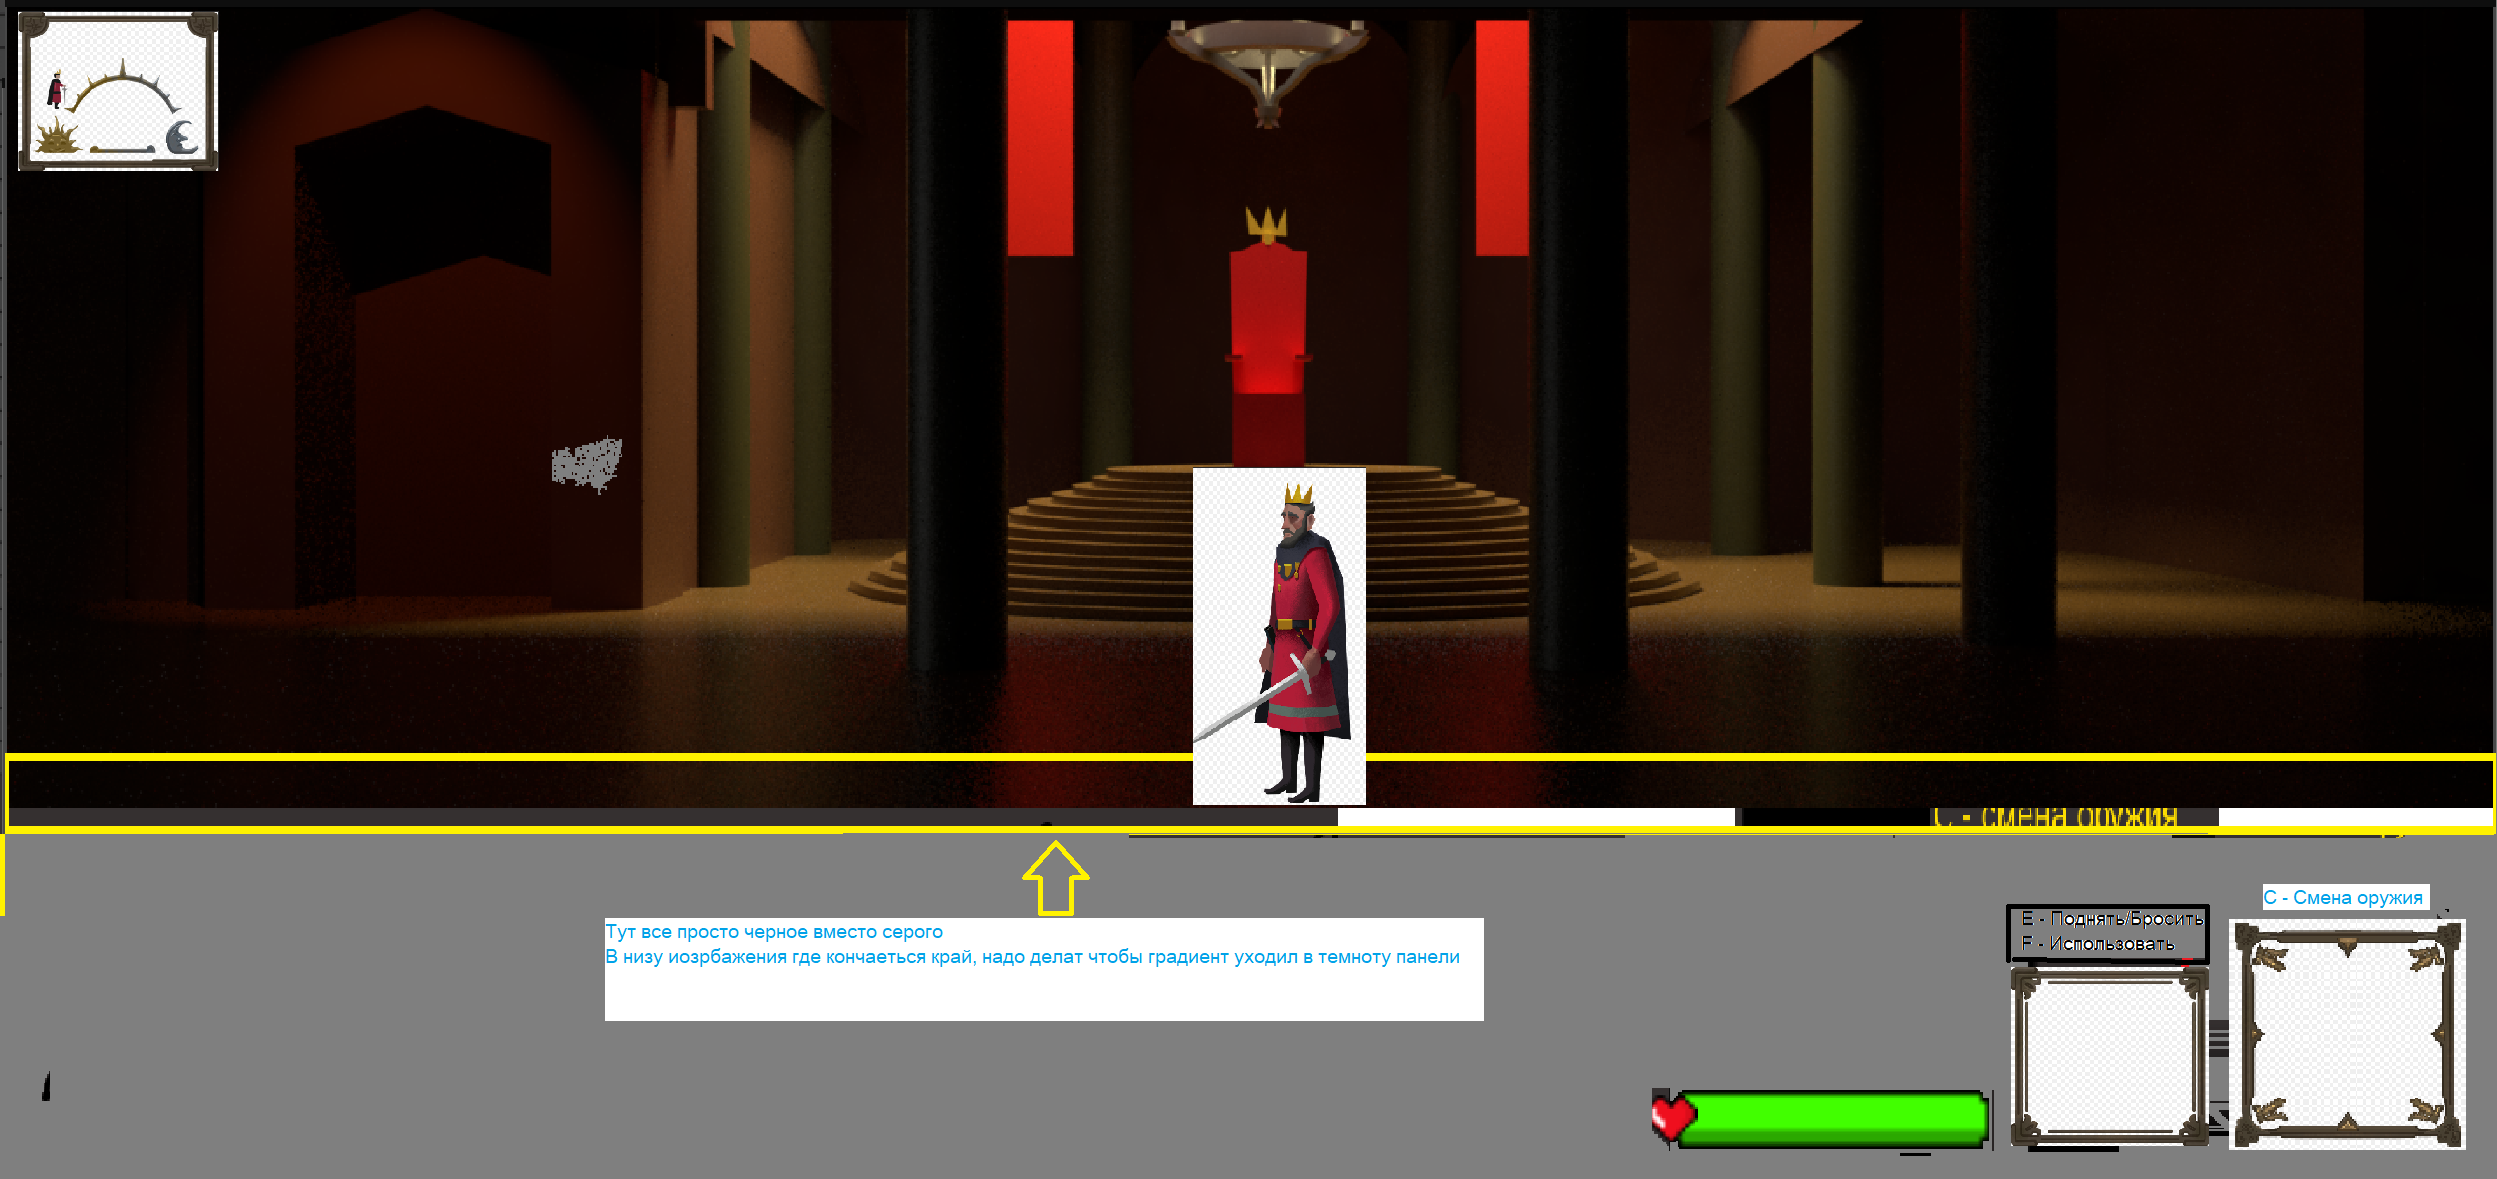 С - смена оружия
С - Смена оружия
E - Поднять/Бросить
F - Использовать
Тут все просто черное вместо серого
В низу иозрбажения где кончаеться край, надо делат чтобы градиент уходил в темноту панели